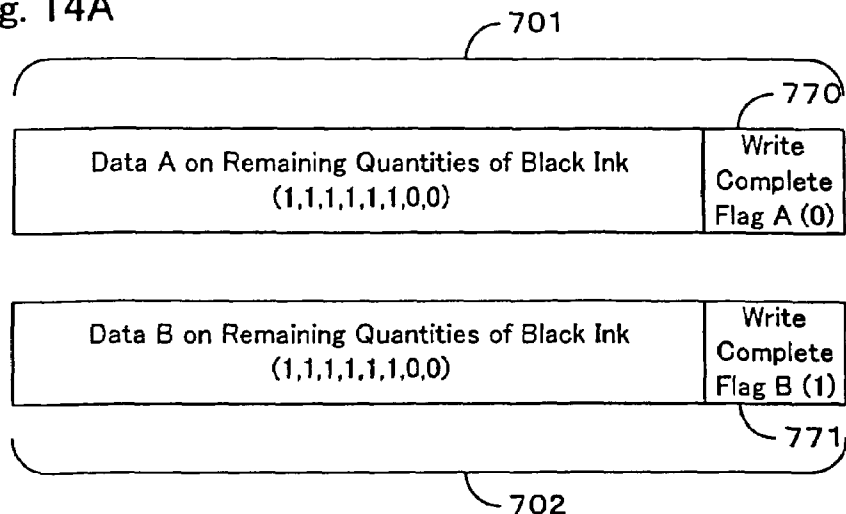 g. 14A
701
770
Data A on Remaining Quantities of Black Ink
(1,1,1,1,1,1,0,0)
Write
Complete
Flag A (0)
Data B on Remaining Quantities of Black Ink
(1,1,1,1,1,1,0,0)
Write
Complete
Flag B (1)
771
702